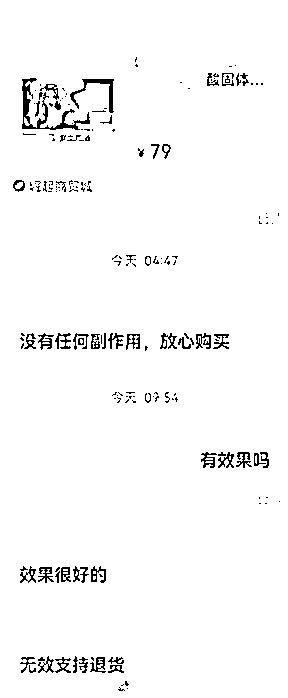 酸固体...
¥79
今天 04:47
没有任何副作用，放心购买
今天 09:54
有效果吗
效果很好的
无效支持退货